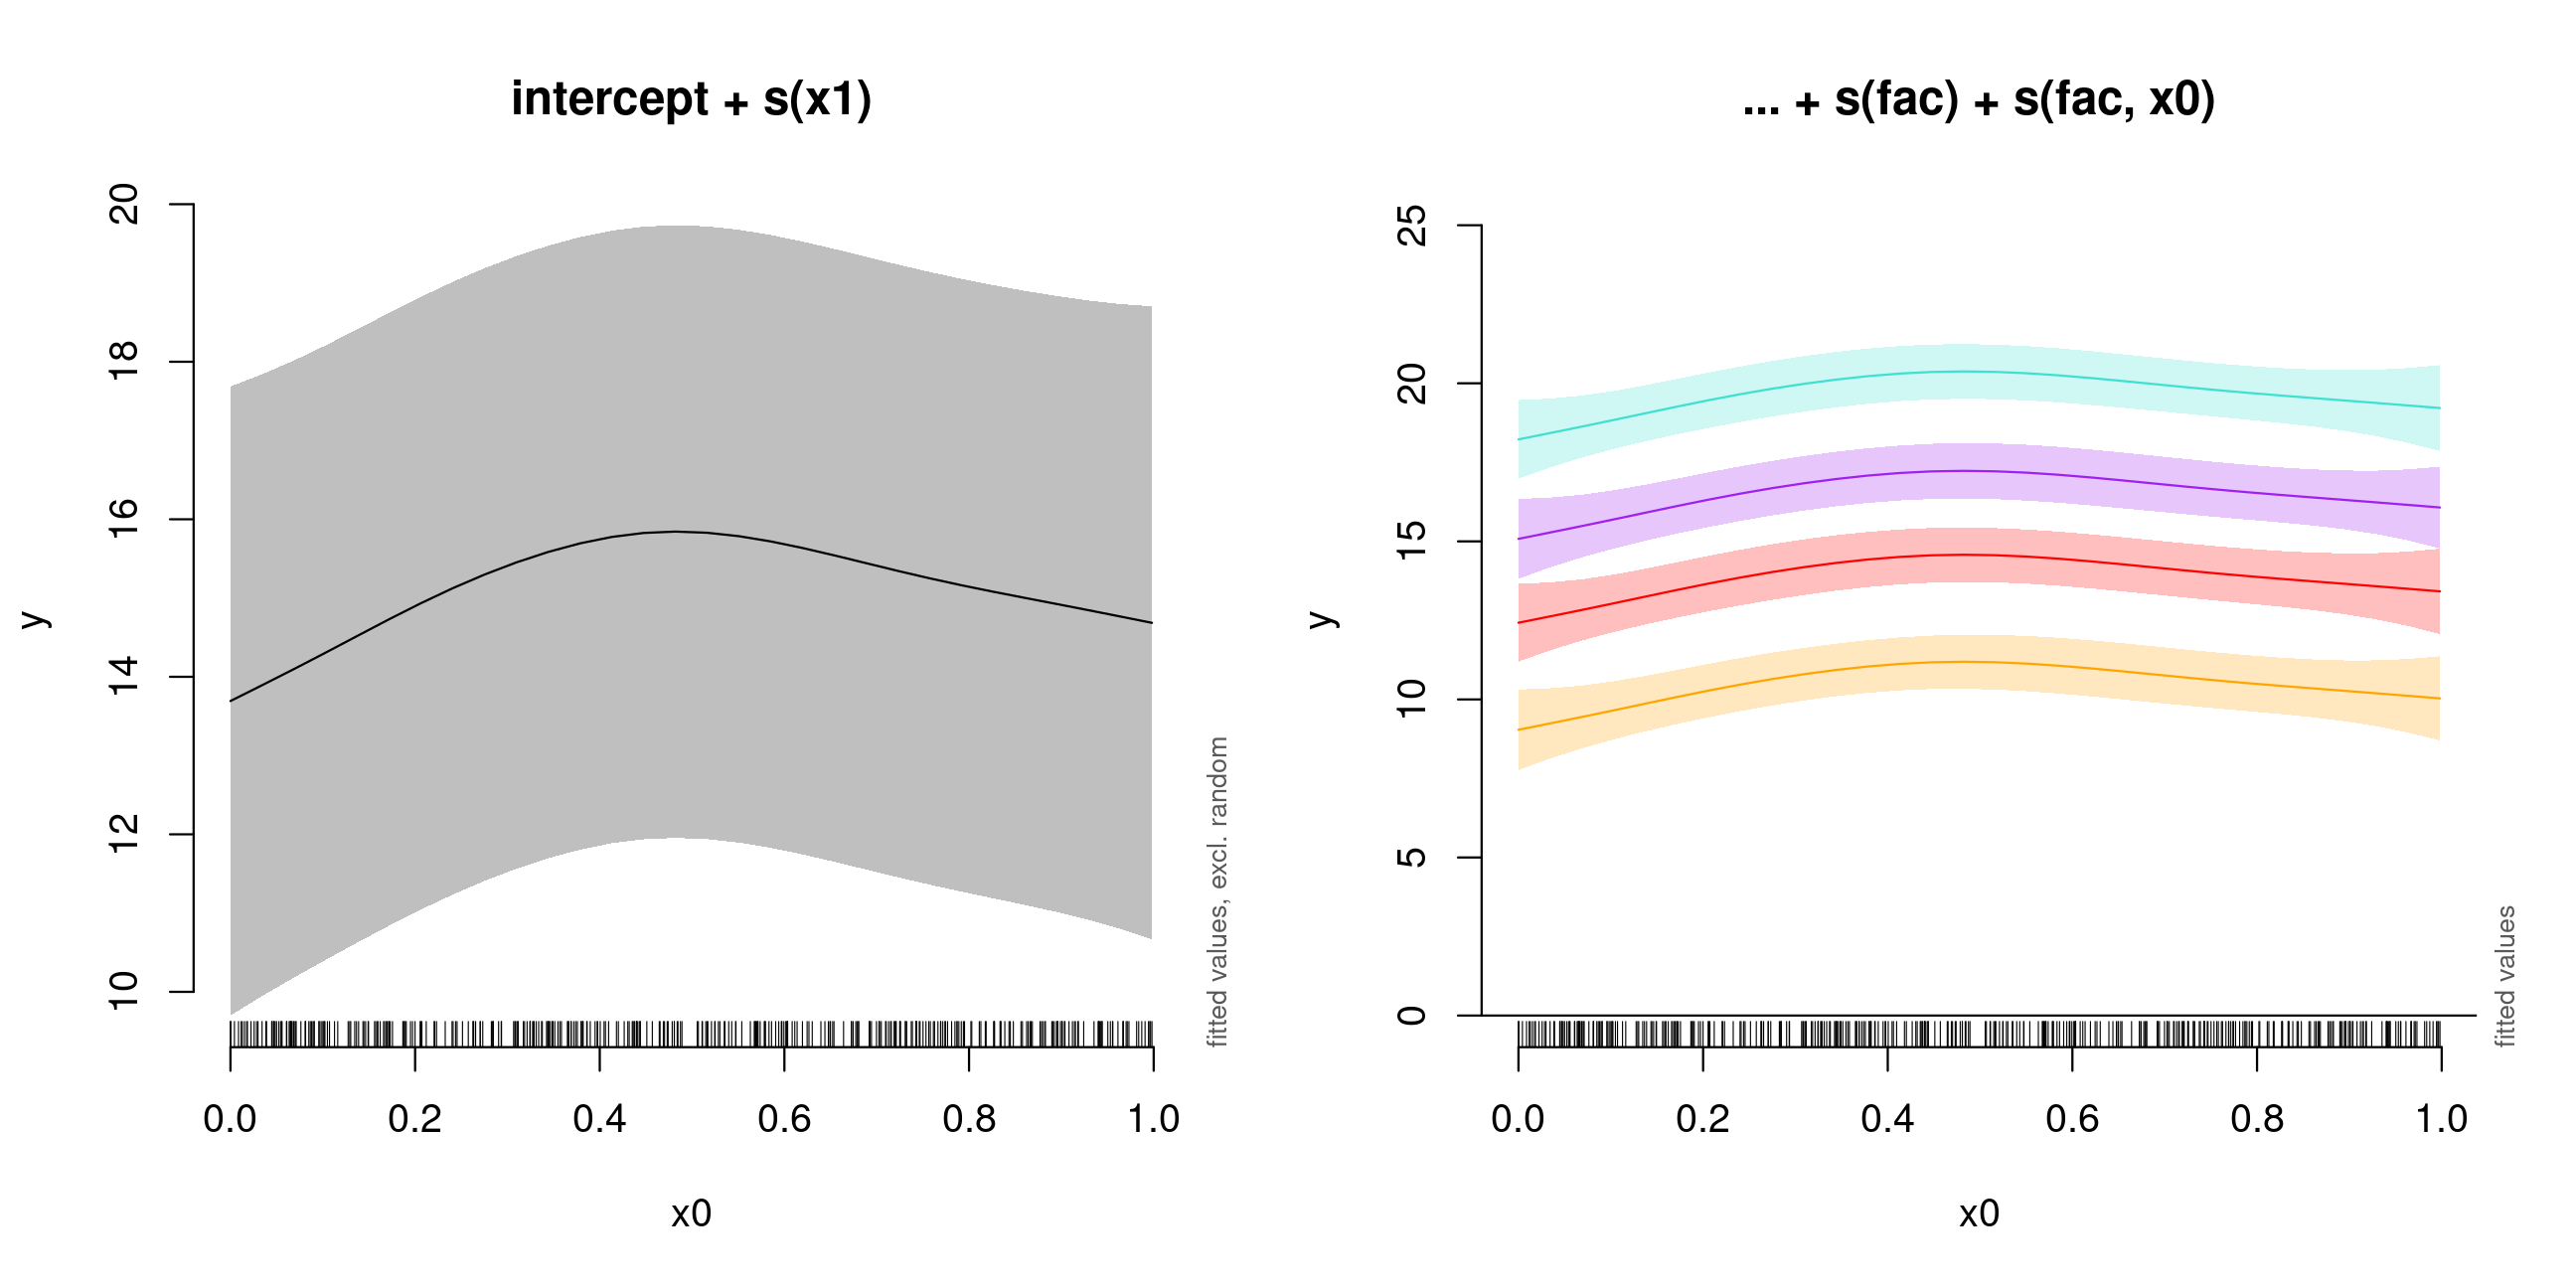 intercept + s(x1)
y
20
18
16
14
12
10
0.0 0.2 0.4 0.6 0.8 1.0
x0
fitted values, excl. random
... + s(fac) + s(fac, x0)
y
25
20
15
10
5
0
0.0 0.2 0.4 0.6 0.8 1.0
x0
fitted values